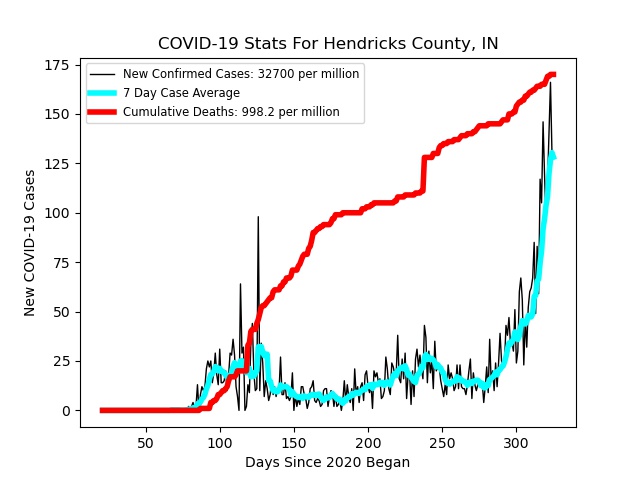 COVID-19 Stats For Hendricks County, IN
New Confirmed Cases: 32700 per million
7 Day Case Average
Cumulative Deaths: 998.2 per million
New COVID-19 Cases
175
150
125
100
75
50
25
0
50 100 150 200 250 300
Days Since 2020 Began